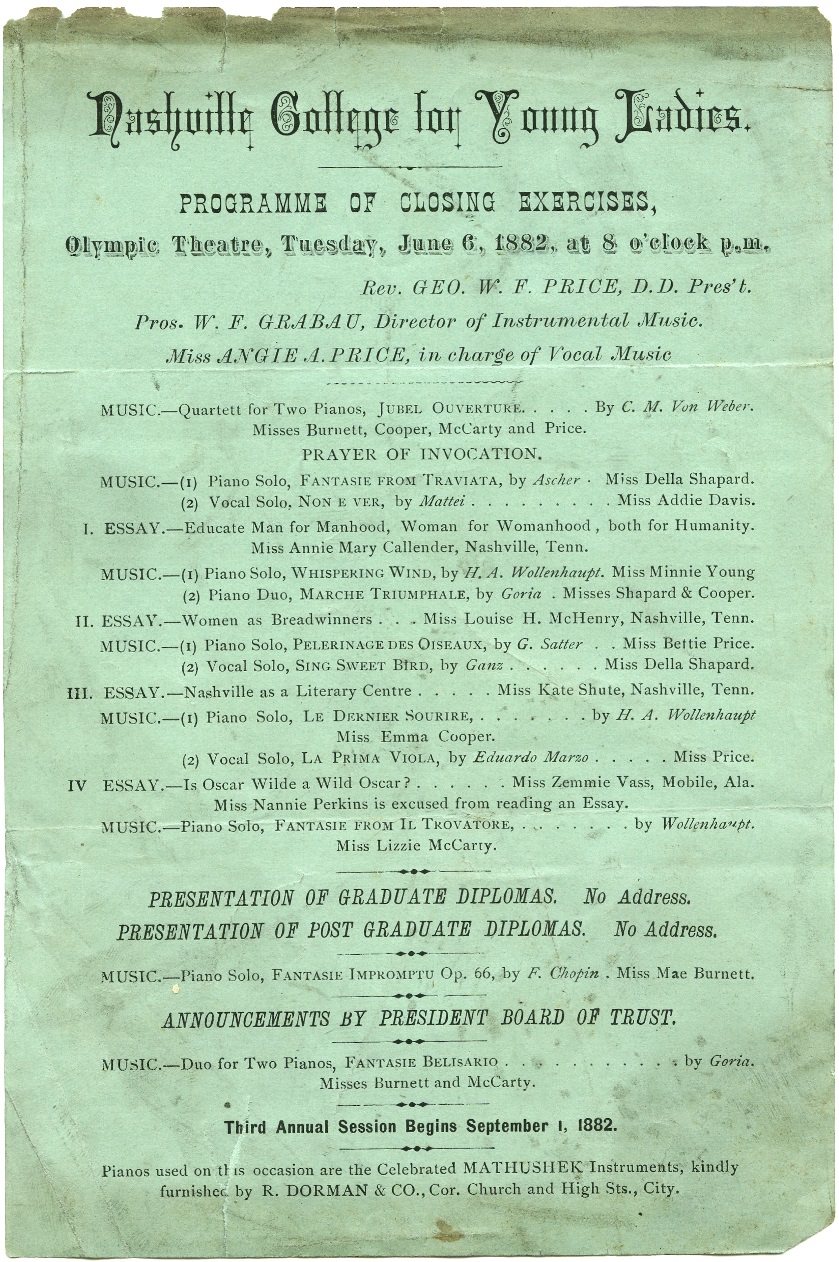 Nashville College for Young Ladies.
PROGRAMME OF CLOSING EXERCISES,
Olympic Theatre, Tuesday, June 6, 1882, at 8 o'clock p.m.
Rev. GEO. W. F. PRICE, D.D. Pres't.
Pros. W. F. GRABAU, Director of Instrumental Music.
Miss ANGIE A. PRICE, in charge of Vocal Music
MUSIC.—Quartett for Two Pianos, JUBEL OUVERTURE. . . . . By C. M. Von Weber.
Misses Burnett, Cooper, McCarty and Price.
PRAYER OF INVOCATION.
MUSIC.—(1) Piano Solo, FANTASIE FROM TRAVIATA, by Ascher . Miss Della Shapard.
(2) Vocal Solo, NON E VER, by Mattei . . . . . . . . . Miss Addie Davis.
I. ESSAY.—Educate Man for Manhood, Woman for Womanhood, both for Humanity.
Miss Annie Mary Callender, Nashville, Tenn.
MUSIC.—(1) Piano Solo, WHISPERING WIND, by H. A. Wollenhaupt. Miss Minnie Young
(2) Piano Duo, MARCHE TRIUMPHALE, by Goria . Misses Shapard & Cooper.
II. ESSAY.—Women as Breadwinners . . . Miss Louise H. McHenry, Nashville, Tenn.
MUSIC.—(1) Piano Solo, PELERINAGE DES OISEAUX, by G. Satter . . Miss Bettie Price.
(2) Vocal Solo, SING SWEET BIRD, by Ganz . . . . . . Miss Della Shapard.
III. ESSAY.—Nashville as a Literary Centre . . . . . Miss Kate Shute, Nashville, Tenn.
MUSIC.—(1) Piano Solo, LE DERNIER SOURIRE, . . . . . . . by H. A. Wollenhaupt
Miss Emma Cooper.
(2) Vocal Solo, LA PRIMA VIOLA, by Eduardo Marzo . . . . . Miss Price.
IV ESSAY.—Is Oscar Wilde a Wild Oscar? . . . . . . Miss Zemmie Vass, Mobile, Ala.
Miss Nannie Perkins is excused from reading an Essay.
MUSIC.—Piano Solo, FANTASIE FROM IL TROVATORE, . . . . . . . by Wollenhaupt.
Miss Lizzie McCarty.
PRESENTATION OF GRADUATE DIPLOMAS. No Address.
PRESENTATION OF POST GRADUATE DIPLOMAS. No Address.
MUSIC.—Piano Solo, FANTASIE IMPROMPTU Op. 66, by F. Chopin . Miss Mae Burnett.
ANNOUNCEMENTS BY PRESIDENT BOARD OF TRUST.
MUSIC.—Duo for Two Pianos, FANTASIE BELISARIO . . . . . . . . . . . . by Goria.
Misses Burnett and McCarty.
Third Annual Session Begins September 1, 1882.
Pianos used on this occasion are the Celebrated MATHUSHEK Instruments, kindly
furnished by R. DORMAN & CO., Cor. Church and High Sts., City.